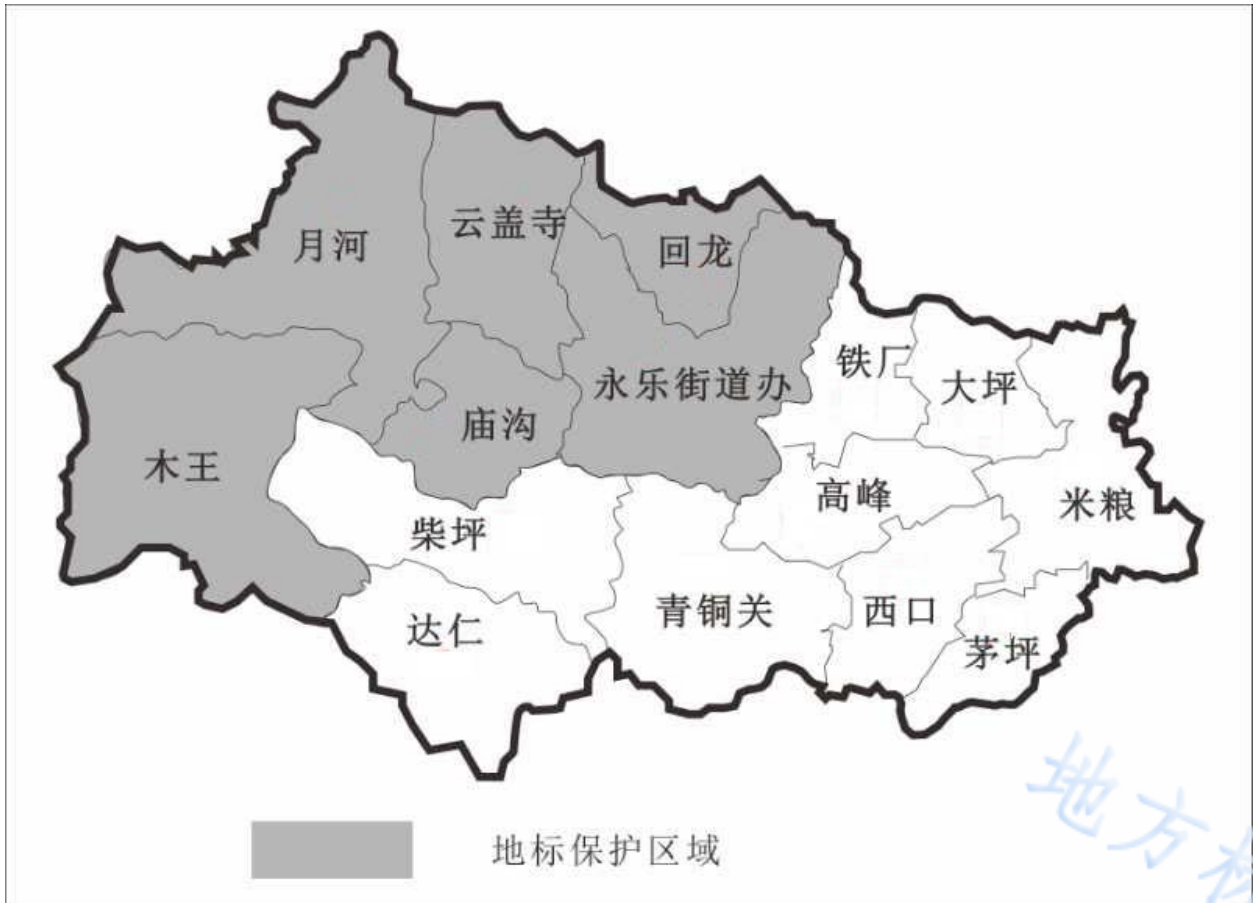 云盖寺
月河
回龙
铁厂
大坪
永乐街道办
庙沟
木王
高峰
米粮
柴坪
青铜关
西口
达仁
茅坪
地标保护区域
地方